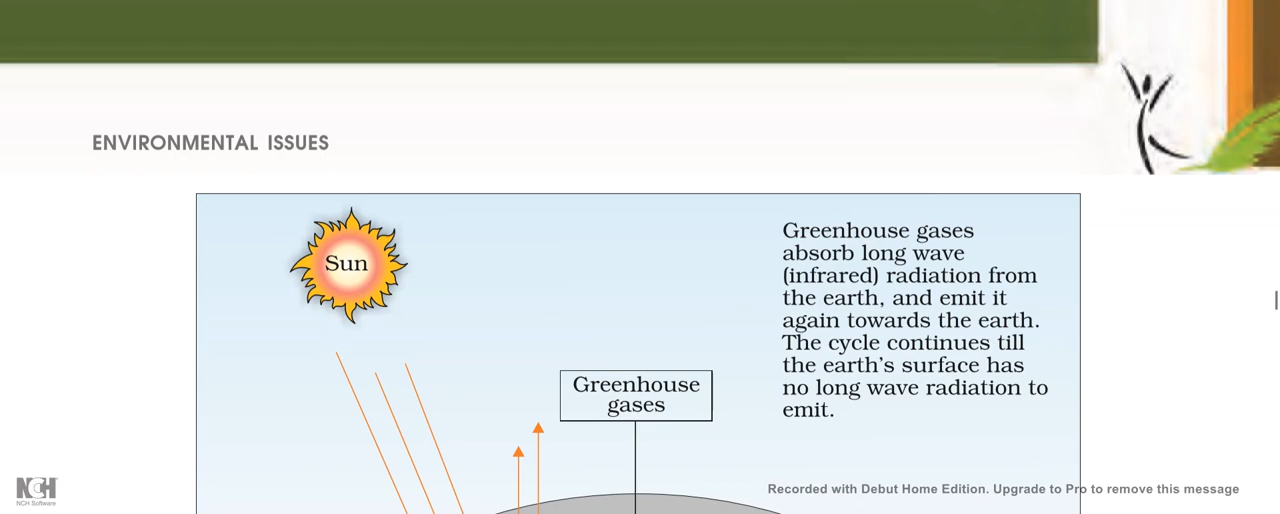 ENVIRONMENTAL ISSUES
Sun
Greenhouse gases
absorb long wave
(infrared) radiation from
the earth, and emit it
again towards the earth.
The cycle continues till
the earth's surface has
no long wave radiation to
emit.
Greenhouse
gases
NCH
NCH Software
Recorded with Debut Home Edition. Upgrade to Pro to remove this message